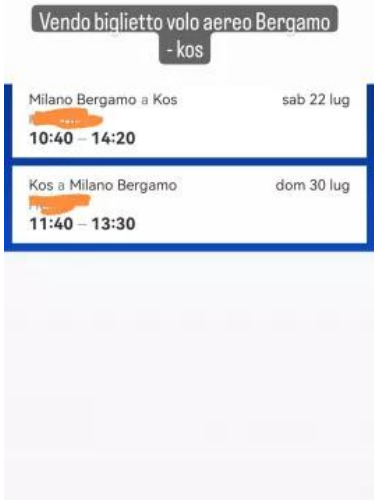 Vendo biglietto volo aereo Bergamo
- kos
Milano Bergamo a Kos sab 22 lug
10:40 – 14:20
Kos a Milano Bergamo dom 30 lug
11:40 – 13:30